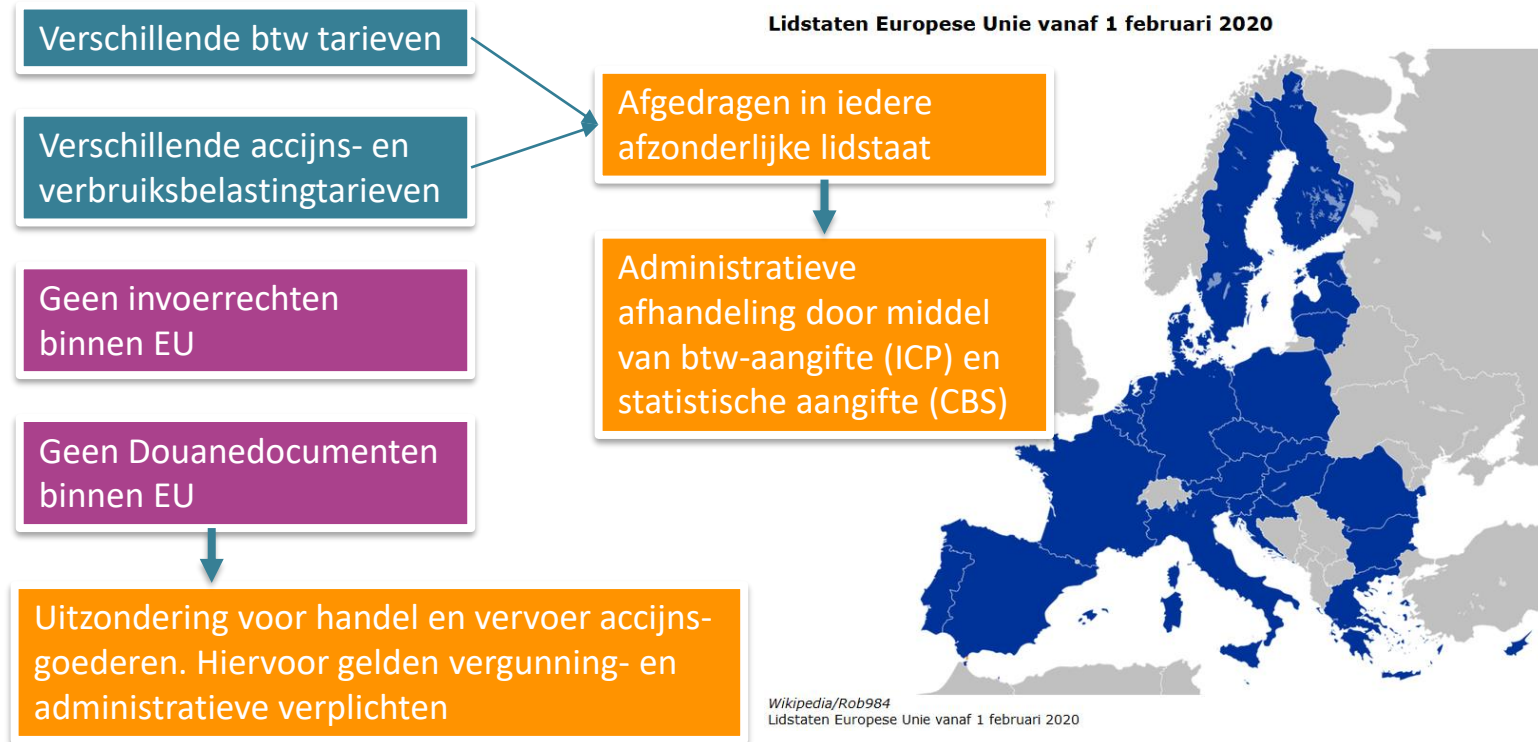 Verschillende btw tarieven
Verschillende accijns- en
verbruiksbelastingtarieven
Geen invoerrechten
binnen EU
Geen Douanedocumenten
binnen EU
Uitzondering voor handel en vervoer accijns-
goederen. Hiervoor gelden vergunning- en
administratieve verplichten
Afgedragen in iedere
afzonderlijke lidstaat
Administratieve
afhandeling door middel
van btw-aangifte (ICP) en
statistische aangifte (CBS)
Lidstaten Europese Unie vanaf 1 februari 2020
Wikipedia/Rob984
Lidstaten Europese Unie vanaf 1 februari 2020